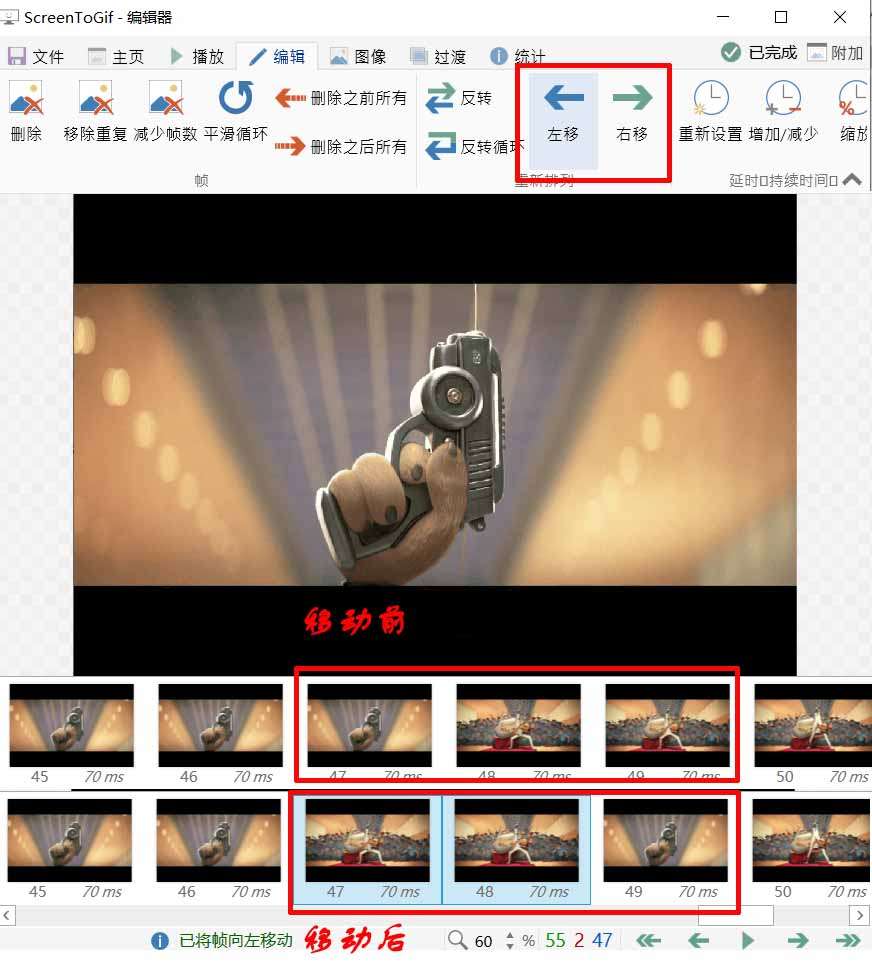 ScreenToGif - 编辑器
文件 主页 播放 编辑 图像 过渡 统计 已完成 附加
删除 移除重复 减少帧数 平滑循环 删除之前所有 反转 左移 右移 重新设置 增加/减少 缩放
删除之后所有 反转循环
帧 重新排列 延时▯持续时间▯
移动前
45 70 ms 46 70 ms 47 70 ms 48 70 ms 49 70 ms 50 70 ms
45 70 ms 46 70 ms 47 70 ms 48 70 ms 49 70 ms 50 70 ms
已将帧向左移动 移动后 60 % 55 2 47